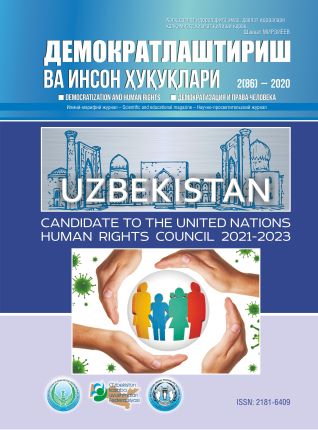 Шавкат МИРЗИЁЕВ
ДЕМОКРАТЛАШТИРИШ
ВА ИНСОН ҲУҚУҚЛАРИ 2(86) – 2020
■ DEMOCRATIZATION AND HUMAN RIGHTS ■ ДЕМОКРАТИЗАЦИЯ И ПРАВА ЧЕЛОВЕКА
Илмий-маърифий журнал – Scientific and educational magazine – Научно-просветительский журнал
UZBEKISTAN
CANDIDATE TO THE UNITED NATIONS
HUMAN RIGHTS COUNCIL 2021-2023
ISSN: 2181-6409